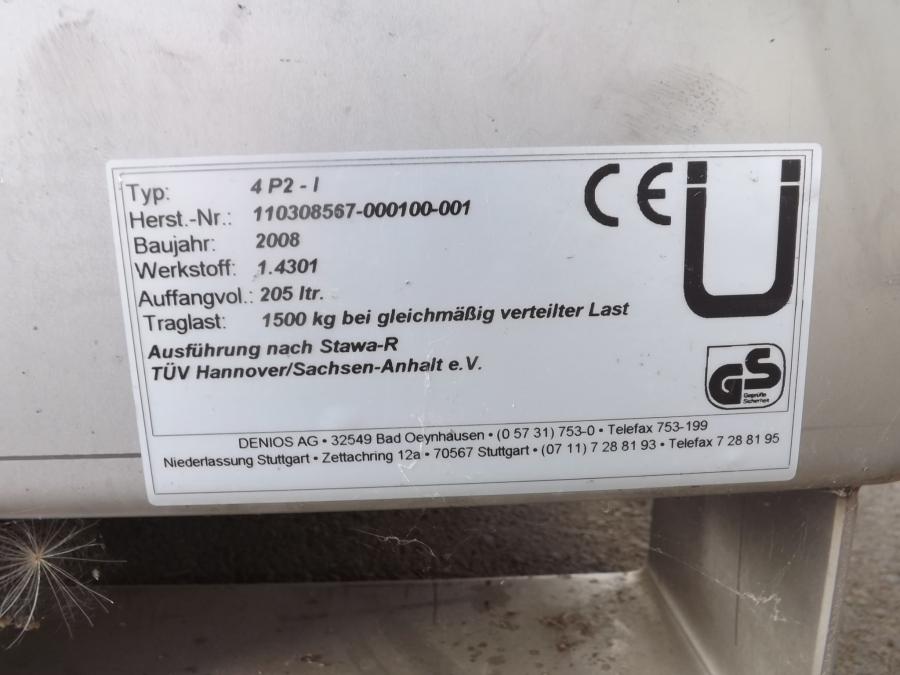 Typ: 4 P2 - I
Herst.-Nr.: 110308567-000100-001
Baujahr: 2008
Werkstoff: 1.4301
Auffangvol.: 205 ltr.
Traglast: 1500 kg bei gleichmäßig verteilter Last
Ausführung nach Stawa-R
TÜV Hannover/Sachsen-Anhalt e.V.
CE Ü
GS
Geprüfte
Sicherheit
DENIOS AG • 32549 Bad Oeynhausen • (0 57 31) 753-0 • Telefax 753-199
Niederlassung Stuttgart • Zettachring 12a • 70567 Stuttgart • (07 11) 7 28 81 93 • Telefax 7 28 81 95